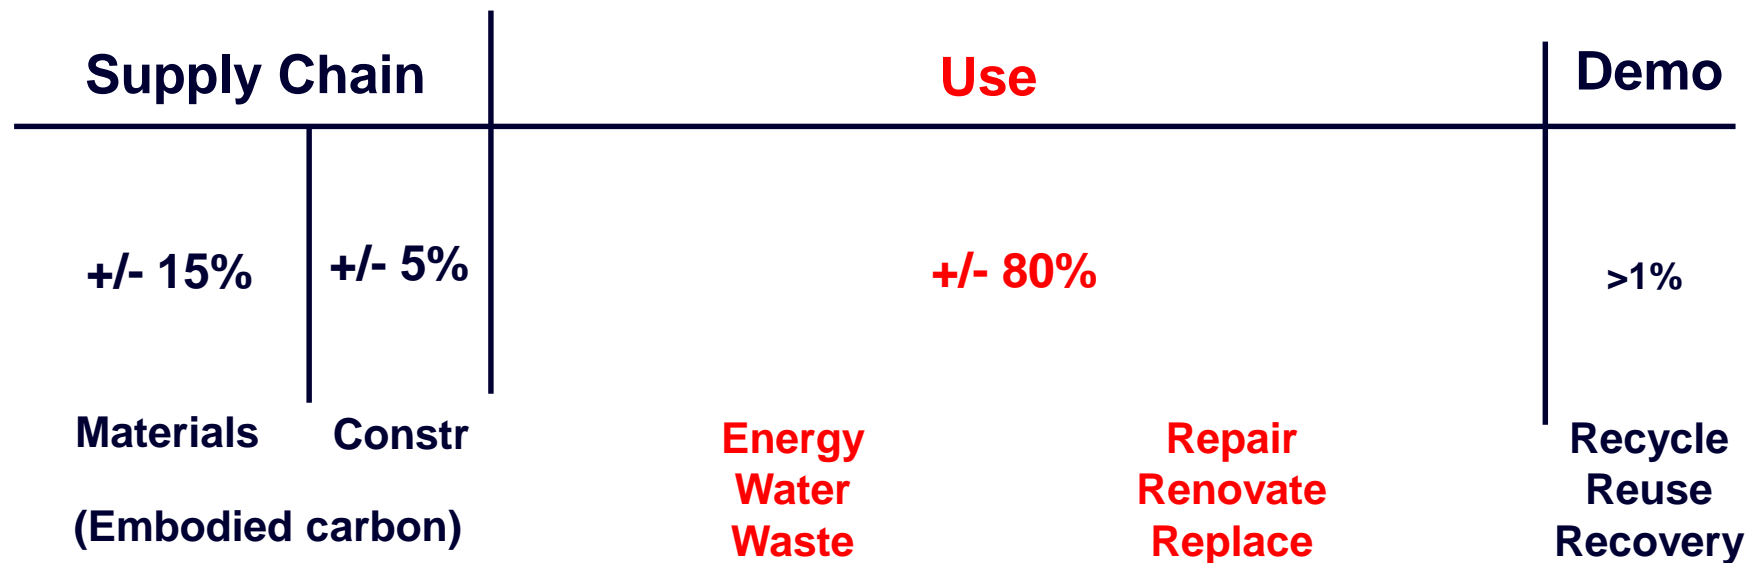 Supply Chain
Use
Demo
+/- 15%
+/- 5%
+/- 80%
>1%
Materials
Constr
(Embodied carbon)
Energy
Water
Waste
Repair
Renovate
Replace
Recycle
Reuse
Recovery